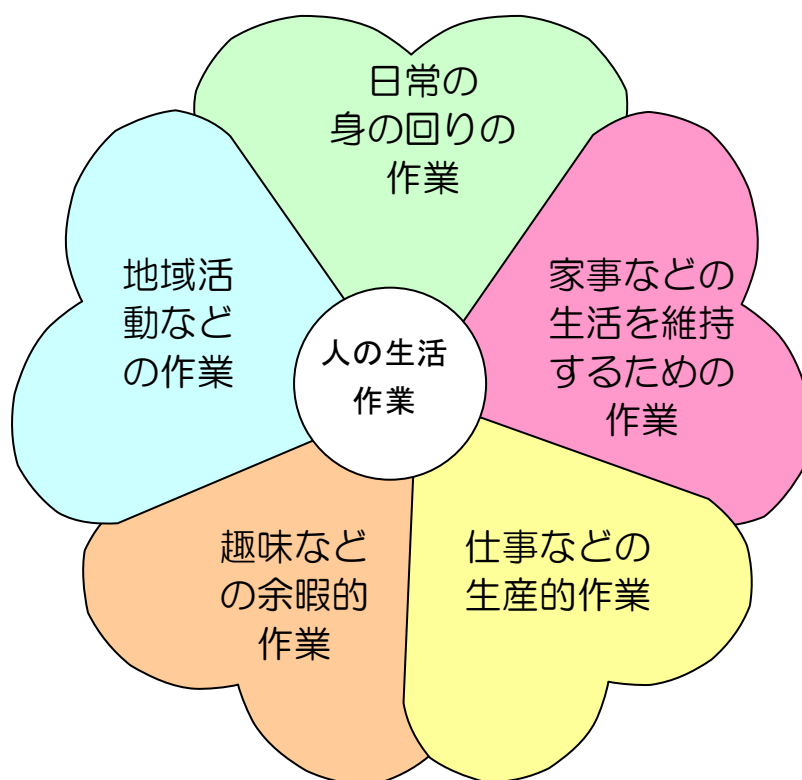 日常の
身の回りの
作業
家事などの
生活を維持
するための
作業
仕事などの
生産的作業
趣味など
の余暇的
作業
地域活
動など
の作業
人の生活
作業